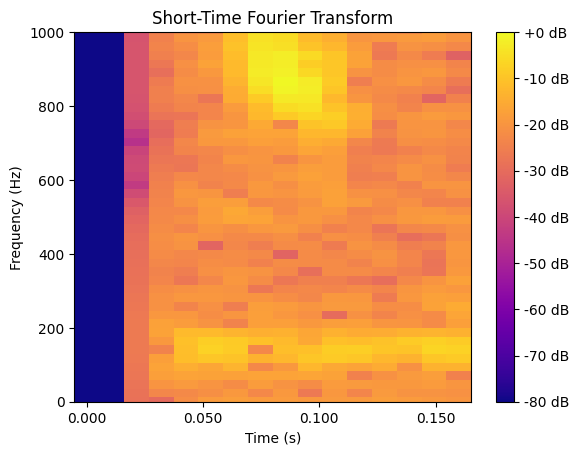 Short-Time Fourier Transform
Frequency (Hz)
1000
800
600
400
200
0
0.000
0.050
0.100
0.150
Time (s)
+0 dB
-10 dB
-20 dB
-30 dB
-40 dB
-50 dB
-60 dB
-70 dB
-80 dB